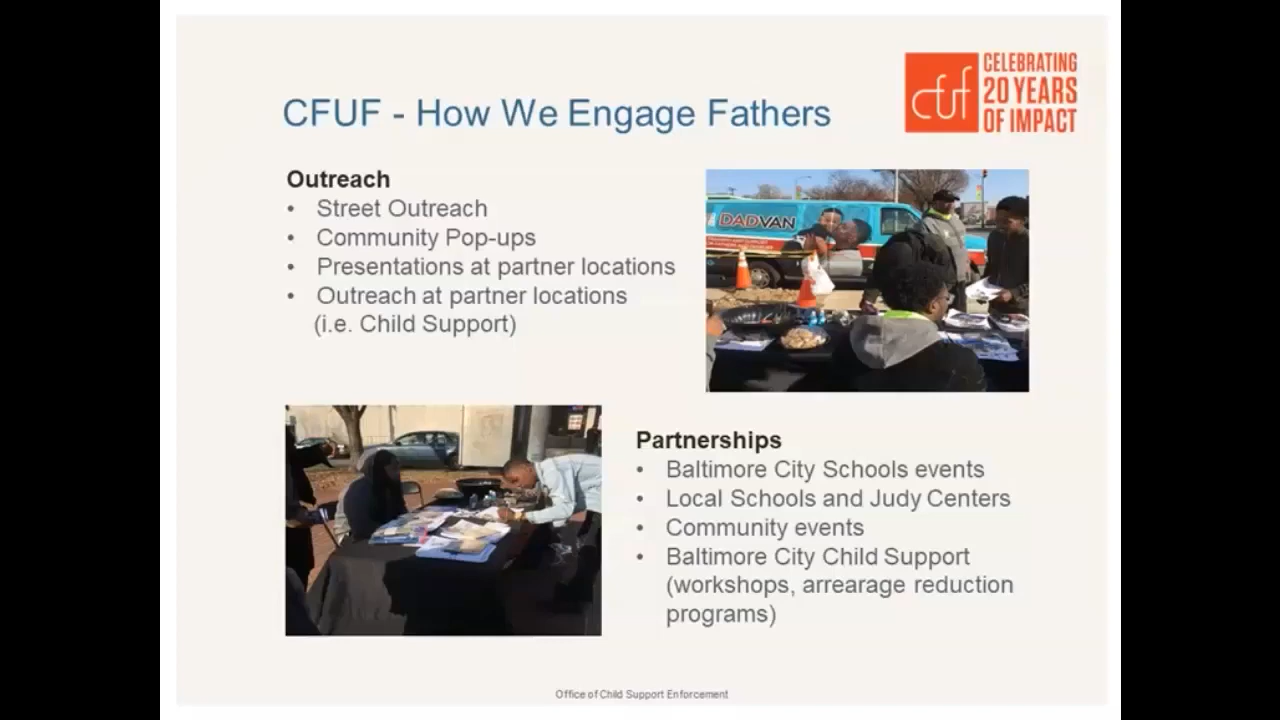 CFUF - How We Engage Fathers
cfuf
CELEBRATING
20 YEARS
OF IMPACT
Outreach
• Street Outreach
• Community Pop-ups
• Presentations at partner locations
• Outreach at partner locations
(i.e. Child Support)
DADVAN
Partnerships
• Baltimore City Schools events
• Local Schools and Judy Centers
• Community events
• Baltimore City Child Support
(workshops, arrearage reduction
programs)
Office of Child Support Enforcement